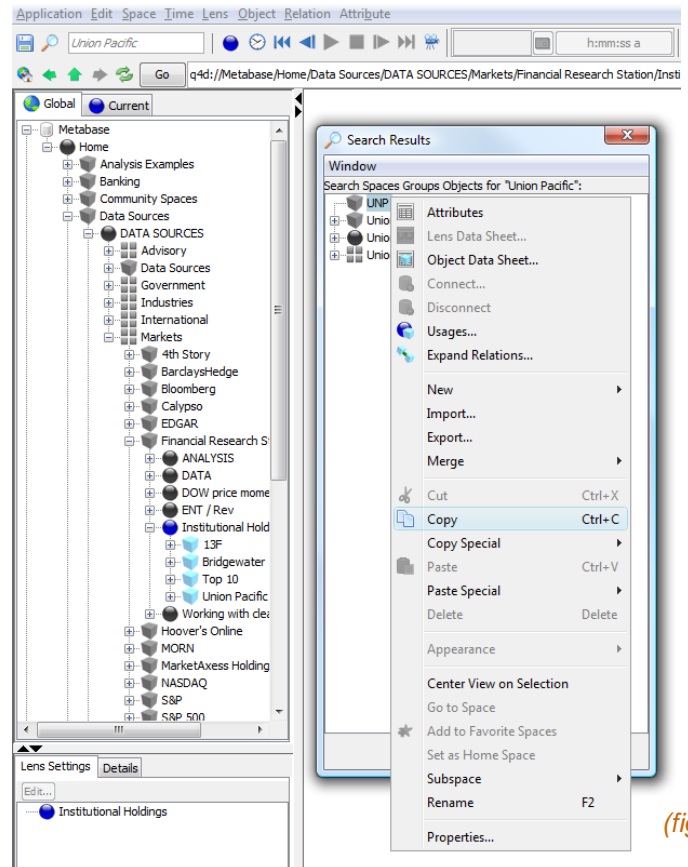 Application Edit Space Time Lens Object Relation Attribute
Union Pacific
h:mm:ss a
Go
q4d://Metabase/Home/Data Sources/DATA SOURCES/Markets/Financial Research Station/Insti
Global
Current
Metabase
Home
Analysis Examples
Banking
Community Spaces
Data Sources
DATA SOURCES
Advisory
Data Sources
Government
Industries
International
Markets
4th Story
BarclaysHedge
Bloomberg
Calypso
EDGAR
Financial Research S
ANALYSIS
DATA
DOW price mome
ENT / Rev
Institutional Hold
13F
Bridgewater
Top 10
Union Pacific
Working with clea
Hoover's Online
MORN
MarketAxess Holding
NASDAQ
S&P
S&P 500
Lens Settings
Details
Edit...
Institutional Holdings
Search Results
Window
Search Spaces Groups Objects for "Union Pacific":
UNP
Unio
Unio
Unio
Attributes
Lens Data Sheet...
Object Data Sheet...
Connect...
Disconnect
Usages...
Expand Relations...
New
Import...
Export...
Merge
Cut Ctrl+X
Copy Ctrl+C
Copy Special
Paste Ctrl+V
Paste Special
Delete Delete
Appearance
Center View on Selection
Go to Space
Add to Favorite Spaces
Set as Home Space
Subspace
Rename F2
Properties...
(fig